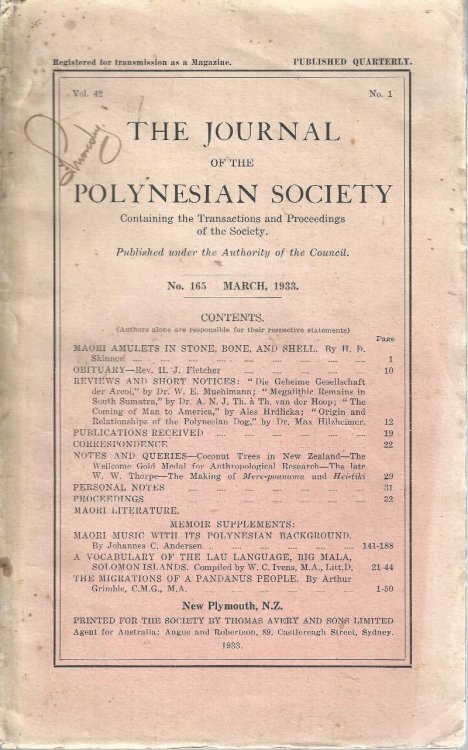 Registered for transmission as a Magazine. PUBLISHED QUARTERLY.
Vol. 42 No. 1
THE JOURNAL
OF THE
POLYNESIAN SOCIETY
Containing the Transactions and Proceedings
of the Society.
Published under the Authority of the Council.
No. 165 MARCH, 1933.
CONTENTS.
(Authors alone are responsible for their respective statements)
Page
MAORI AMULETS IN STONE, BONE, AND SHELL. By H. D.
Skinner .... .... .... .... .... .... .... 1
OBITUARY—Rev. H. J. Fletcher .... .... .... .... 10
REVIEWS AND SHORT NOTICES: "Die Geheime Gesellschaft
der Arebi," by Dr. W. E. Muehlmann; "Megalithic Remains in
South Sumatra," by Dr. A. N. J. Th. à Th. van der Hoop; "The
Coming of Man to America," by Ales Hrdlicka; "Origin and
Relationships of the Polynesian Dog," by Dr. Max Hilzheimer. 12
PUBLICATIONS RECEIVED .... .... .... .... .... 19
CORRESPONDENCE .... .... .... .... .... .... 22
NOTES AND QUERIES—Coconut Trees in New Zealand—The
Wellcome Gold Medal for Anthropological Research—The late
W. W. Thorpe—The Making of Mere-pounamu and Hei-tiki 29
PERSONAL NOTES .... .... .... .... .... .... 31
PROCEEDINGS .... .... .... .... .... .... 32
MAORI LITERATURE.
MEMOIR SUPPLEMENTS:
MAORI MUSIC WITH ITS POLYNESIAN BACKGROUND.
By Johannes C. Andersen .... .... .... .... .... 141-188
A VOCABULARY OF THE LAU LANGUAGE, BIG MALA,
SOLOMON ISLANDS. Compiled by W. C. Ivens, M.A., Litt.D. 21-44
THE MIGRATIONS OF A PANDANUS PEOPLE. By Arthur
Grimble, C.M.G., M.A. .... .... .... .... .... 1-50
New Plymouth, N.Z.
PRINTED FOR THE SOCIETY BY THOMAS AVERY AND SONS LIMITED
Agent for Australia: Angus and Robertson, 89, Castlereagh Street, Sydney.
1933.